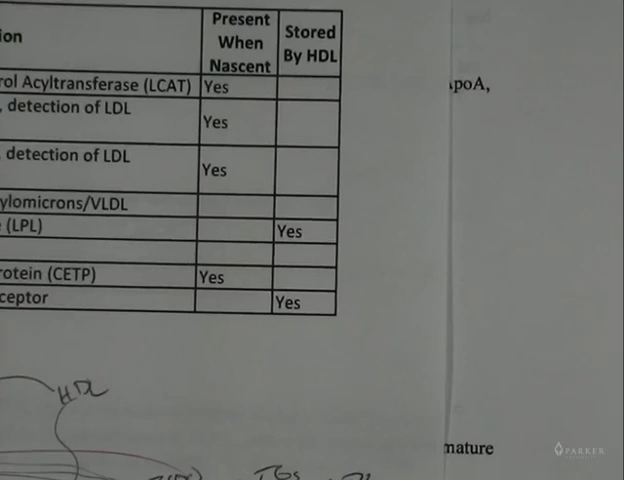 ion
Present When Nascent
Stored By HDL
rol Acyltransferase (LCAT) Yes
, detection of LDL
Yes
, detection of LDL
Yes
ylomicrons/VLDL
(LPL) Yes
rotein (CETP) Yes
ceptor Yes
ApoA,
HDL
mature
TGs
PARKER